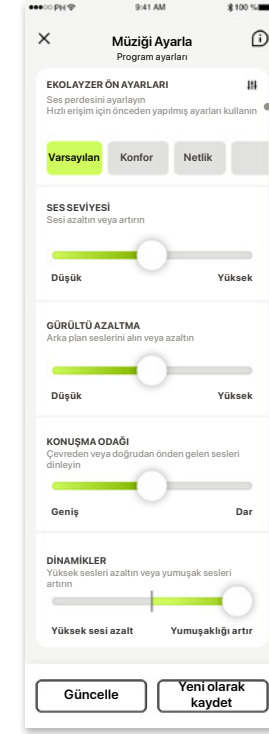 PH
9:41 AM
100 %
Müziği Ayarla
Program ayarları
EKOLAYZER ÖN AYARLARI
Ses perdesini ayarlayın
Hızlı erişim için önceden yapılmış ayarları kullanın
Varsayılan Konfor Netlik
SES SEVİYESİ
Sesi azaltın veya artırın
Düşük Yüksek
GÜRÜLTÜ AZALTMA
Arka plan seslerini alın veya azaltın
Düşük Yüksek
KONUŞMA ODAĞI
Çevreden veya doğrudan önden gelen sesleri
dinleyin
Geniş Dar
DİNAMİKLER
Yüksek sesleri azaltın veya yumuşak sesleri
artırın
Yüksek sesi azalt Yumuşaklığı artır
Güncelle Yeni olarak
kaydet